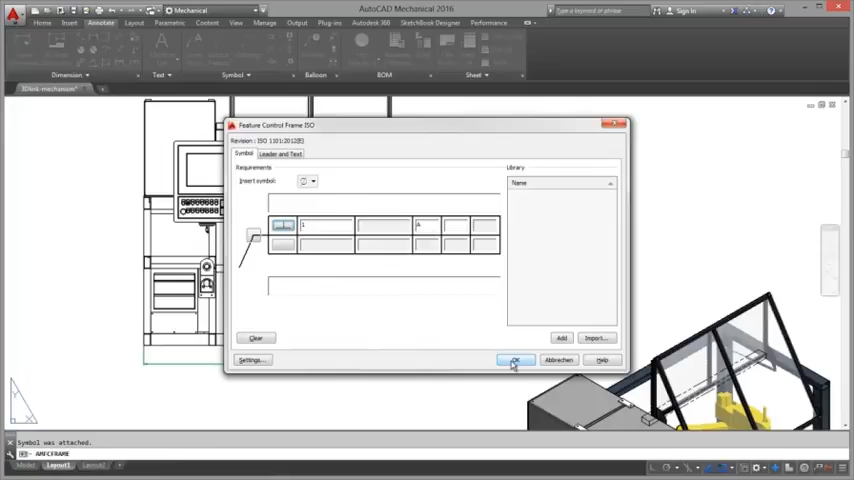 Mechanical
AutoCAD Mechanical 2016
Type a keyword or phrase
Sign In
Home Insert Annotate Layout Parametric Content View Manage Output Plug-ins Autodesk 360 SketchBook Designer Performance
Dimension Text Symbol Balloon BOM Sheet
Feature Control Frame ISO
Revision : ISO 1101:2012(E)
Symbol Leader and Text
Requirements
Library
Insert symbol:
Name
1 A
Clear Add Import...
Settings... OK Abbrechen Help
Y
X
Symbol was attached.
AMFCFRAME
Model Layout1 Layout2 +